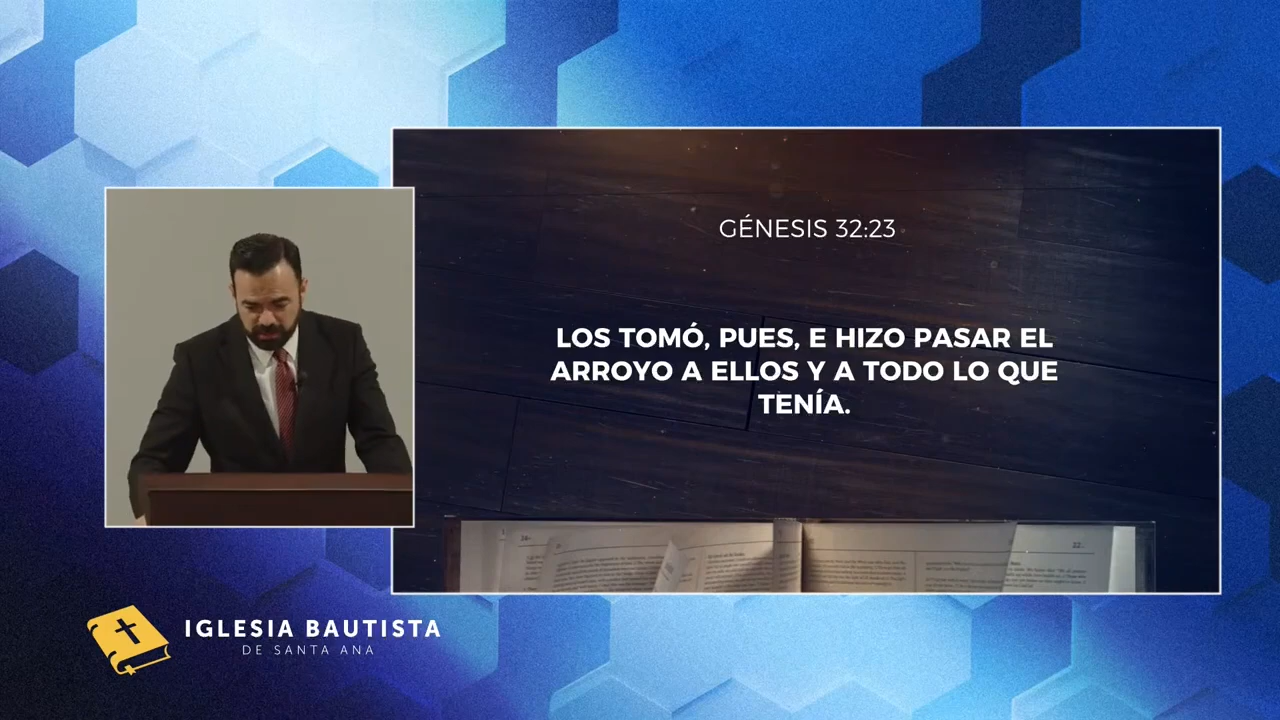 GÉNESIS 32:23
LOS TOMÓ, PUES, E HIZO PASAR EL
ARROYO A ELLOS Y A TODO LO QUE
TENÍA.
IGLESIA BAUTISTA
DE SANTA ANA